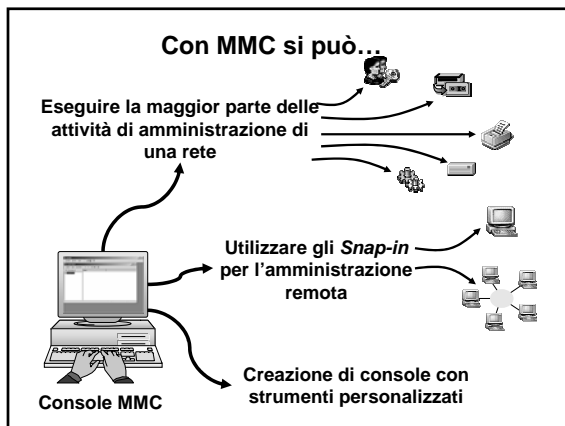 Con MMC si può…
Eseguire la maggior parte delle
attività di amministrazione di
una rete
Utilizzare gli Snap-in
per l’amministrazione
remota
Creazione di console con
strumenti personalizzati
Console MMC